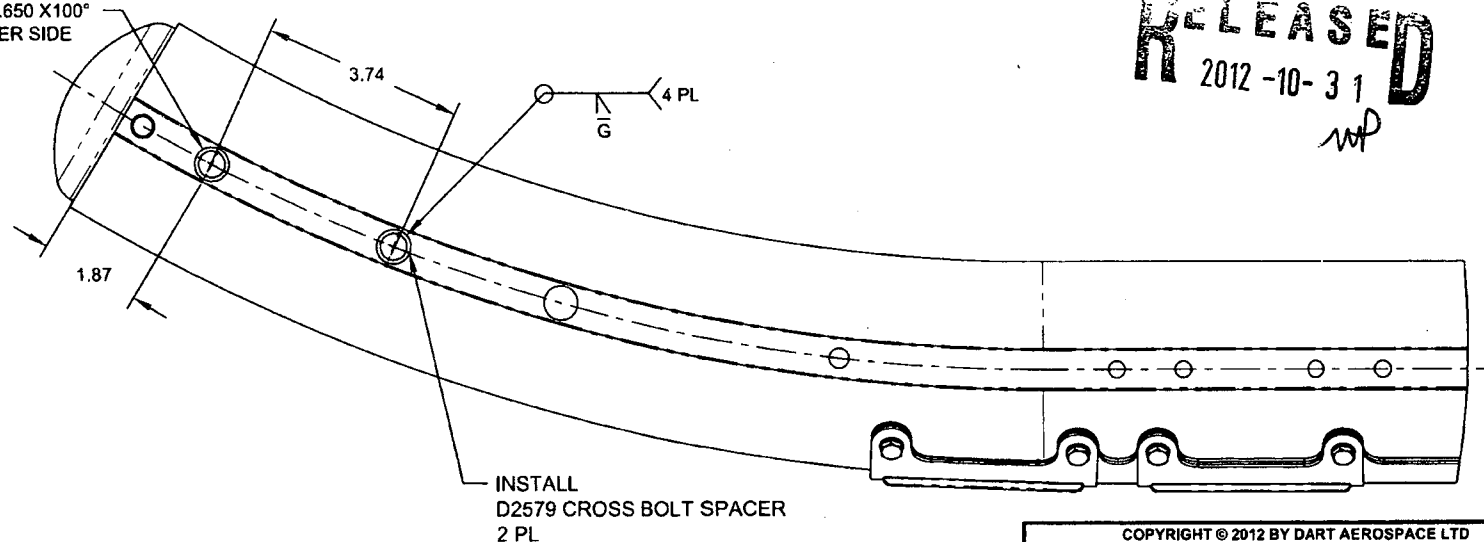 .650 X100°
ER SIDE
3.74
4 PL
G
1.87
RELEASED
2012 -10- 3 1
INSTALL
D2579 CROSS BOLT SPACER
2 PL
COPYRIGHT © 2012 BY DART AEROSPACE LTD